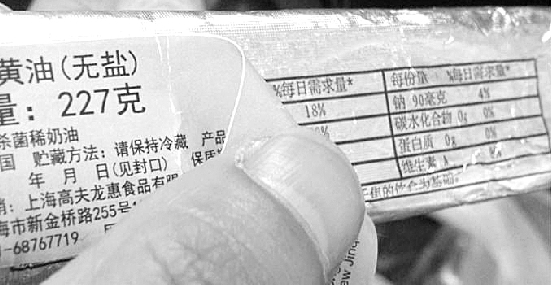 黄油(无盐)
量: 227克
杀菌稀奶油
国 贮藏方法: 请保持冷藏 产品
年 月 日(见封口) 保质
销: 上海高夫龙惠食品有限
海市新金桥路255号
-68767719
%每日需求量*
18%
每份量 %每日需求量*
钠 90毫克 4%
碳水化合物 0g 0%
蛋白质 0g 0%
维生素 A
ew Jinq